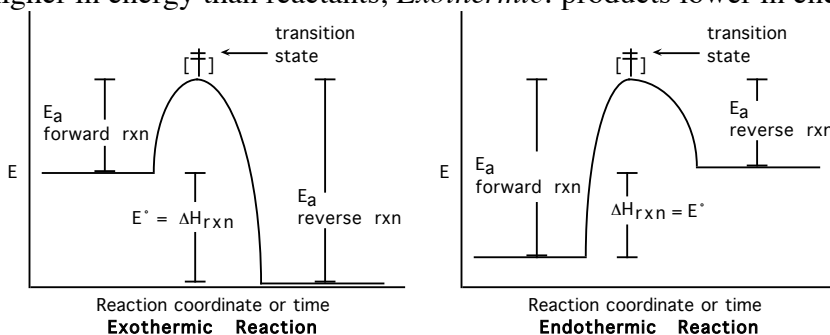 igher in energy than reactants; Exothermic: products lower in ene
transition
state
[‡]
Ea
forward rxn
E
E° = ΔHrxn
Ea
reverse rxn
Reaction coordinate or time
Exothermic Reaction
transition
state
[‡]
Ea
reverse rxn
E
Ea
forward rxn
ΔHrxn = E°
Reaction coordinate or time
Endothermic Reaction